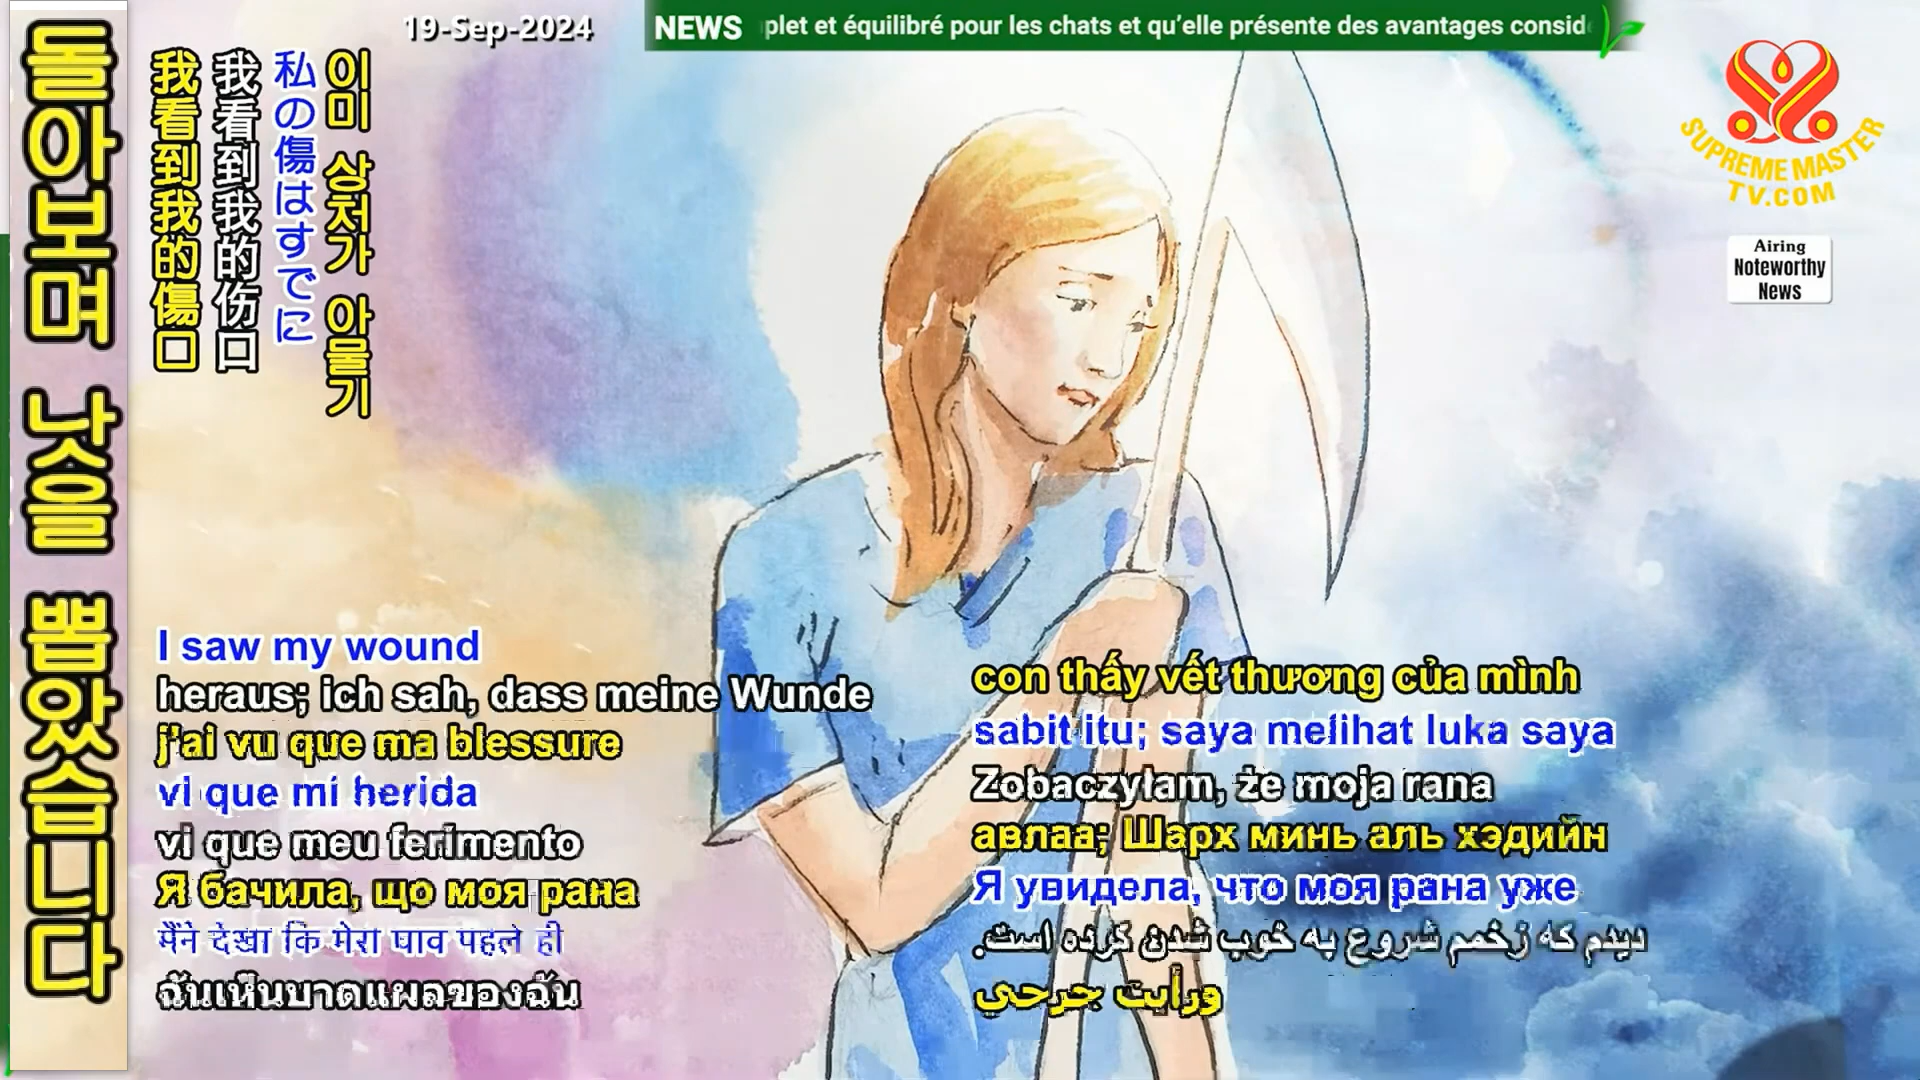 돌아보며 낫을 뽑았습니다
19-Sep-2024
NEWS plet et équilibré pour les chats et qu'elle présente des avantages consid
我看到我的傷口
我看到我的伤口
私の傷はすでに
이미 상처가 아물기
SUPREME MASTER
TV.COM
Airing
Noteworthy
News
I saw my wound
heraus; ich sah, dass meine Wunde
j'ai vu que ma blessure
vi que mi herida
vi que meu ferimento
Я бачила, що моя рана
मैंने देखा कि मेरा घाव पहले ही
ฉันเห็นบาดแผลของฉัน
con thấy vết thương của mình
sabit itu; saya melihat luka saya
Zobaczyłam, że moja rana
авлаа; Шарх минь аль хэдийн
Я увидела, что моя рана уже
دیدم که زخمم شروع به خوب شدن کرده است.
ورأيت جرحي